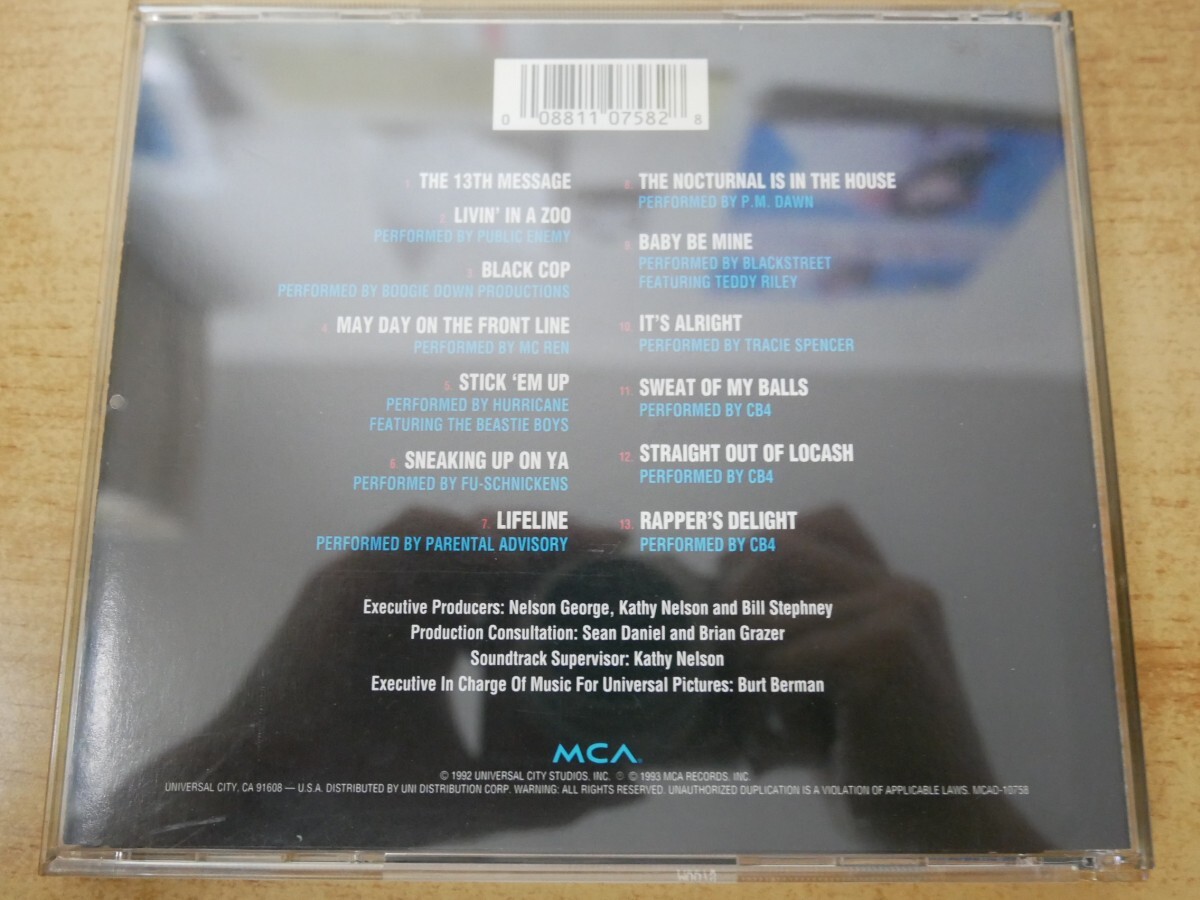 0 08811 07582 8
1. THE 13TH MESSAGE
2. LIVIN' IN A ZOO
PERFORMED BY PUBLIC ENEMY
3. BLACK COP
PERFORMED BY BOOGIE DOWN PRODUCTIONS
4. MAY DAY ON THE FRONT LINE
PERFORMED BY MC REN
5. STICK 'EM UP
PERFORMED BY HURRICANE
FEATURING THE BEASTIE BOYS
6. SNEAKING UP ON YA
PERFORMED BY FU-SCHNICKENS
7. LIFELINE
PERFORMED BY PARENTAL ADVISORY
8. THE NOCTURNAL IS IN THE HOUSE
PERFORMED BY P.M. DAWN
9. BABY BE MINE
PERFORMED BY BLACKSTREET
FEATURING TEDDY RILEY
10. IT'S ALRIGHT
PERFORMED BY TRACIE SPENCER
11. SWEAT OF MY BALLS
PERFORMED BY CB4
12. STRAIGHT OUT OF LOCASH
PERFORMED BY CB4
13. RAPPER'S DELIGHT
PERFORMED BY CB4
Executive Producers: Nelson George, Kathy Nelson and Bill Stephney
Production Consultation: Sean Daniel and Brian Grazer
Soundtrack Supervisor: Kathy Nelson
Executive In Charge Of Music For Universal Pictures: Burt Berman
MCA
© 1992 UNIVERSAL CITY STUDIOS, INC. ℗ © 1993 MCA RECORDS, INC.
UNIVERSAL CITY, CA 91608 — U.S.A. DISTRIBUTED BY UNI DISTRIBUTION CORP. WARNING: ALL RIGHTS RESERVED. UNAUTHORIZED DUPLICATION IS A VIOLATION OF APPLICABLE LAWS. MCAD-10758